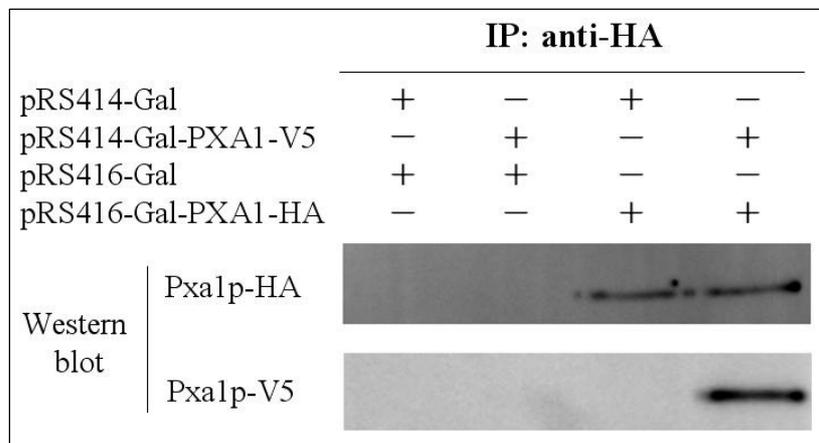 IP: anti-HA
pRS414-Gal + − + −
pRS414-Gal-PXA1-V5 − + − +
pRS416-Gal + + − −
pRS416-Gal-PXA1-HA − − + +
Western blot
Pxa1p-HA
Pxa1p-V5